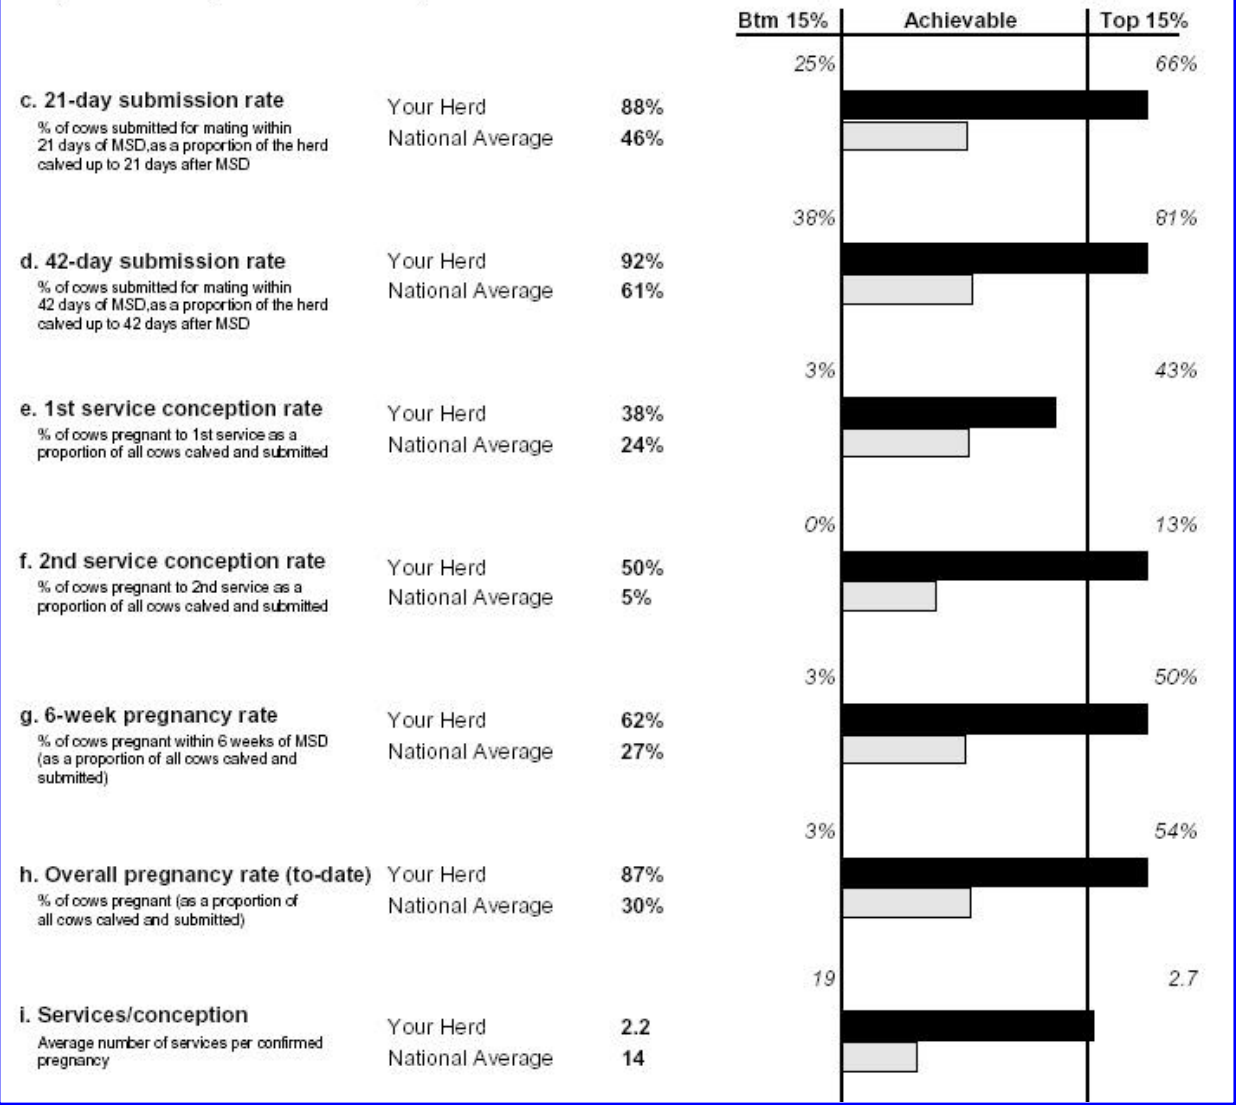 Btm 15% Achievable Top 15%
25% 66%
c. 21-day submission rate Your Herd 88%
% of cows submitted for mating within National Average 46%
21 days of MSD,as a proportion of the herd
calved up to 21 days after MSD
38% 81%
d. 42-day submission rate Your Herd 92%
% of cows submitted for mating within National Average 61%
42 days of MSD,as a proportion of the herd
calved up to 42 days after MSD
3% 43%
e. 1st service conception rate Your Herd 38%
% of cows pregnant to 1st service as a National Average 24%
proportion of all cows calved and submitted
0% 13%
f. 2nd service conception rate Your Herd 50%
% of cows pregnant to 2nd service as a National Average 5%
proportion of all cows calved and submitted
3% 50%
g. 6-week pregnancy rate Your Herd 62%
% of cows pregnant within 6 weeks of MSD National Average 27%
(as a proportion of all cows calved and
submitted)
3% 54%
h. Overall pregnancy rate (to-date) Your Herd 87%
% of cows pregnant (as a proportion of National Average 30%
all cows calved and submitted)
19 2.7
i. Services/conception Your Herd 2.2
Average number of services per confirmed National Average 14
pregnancy